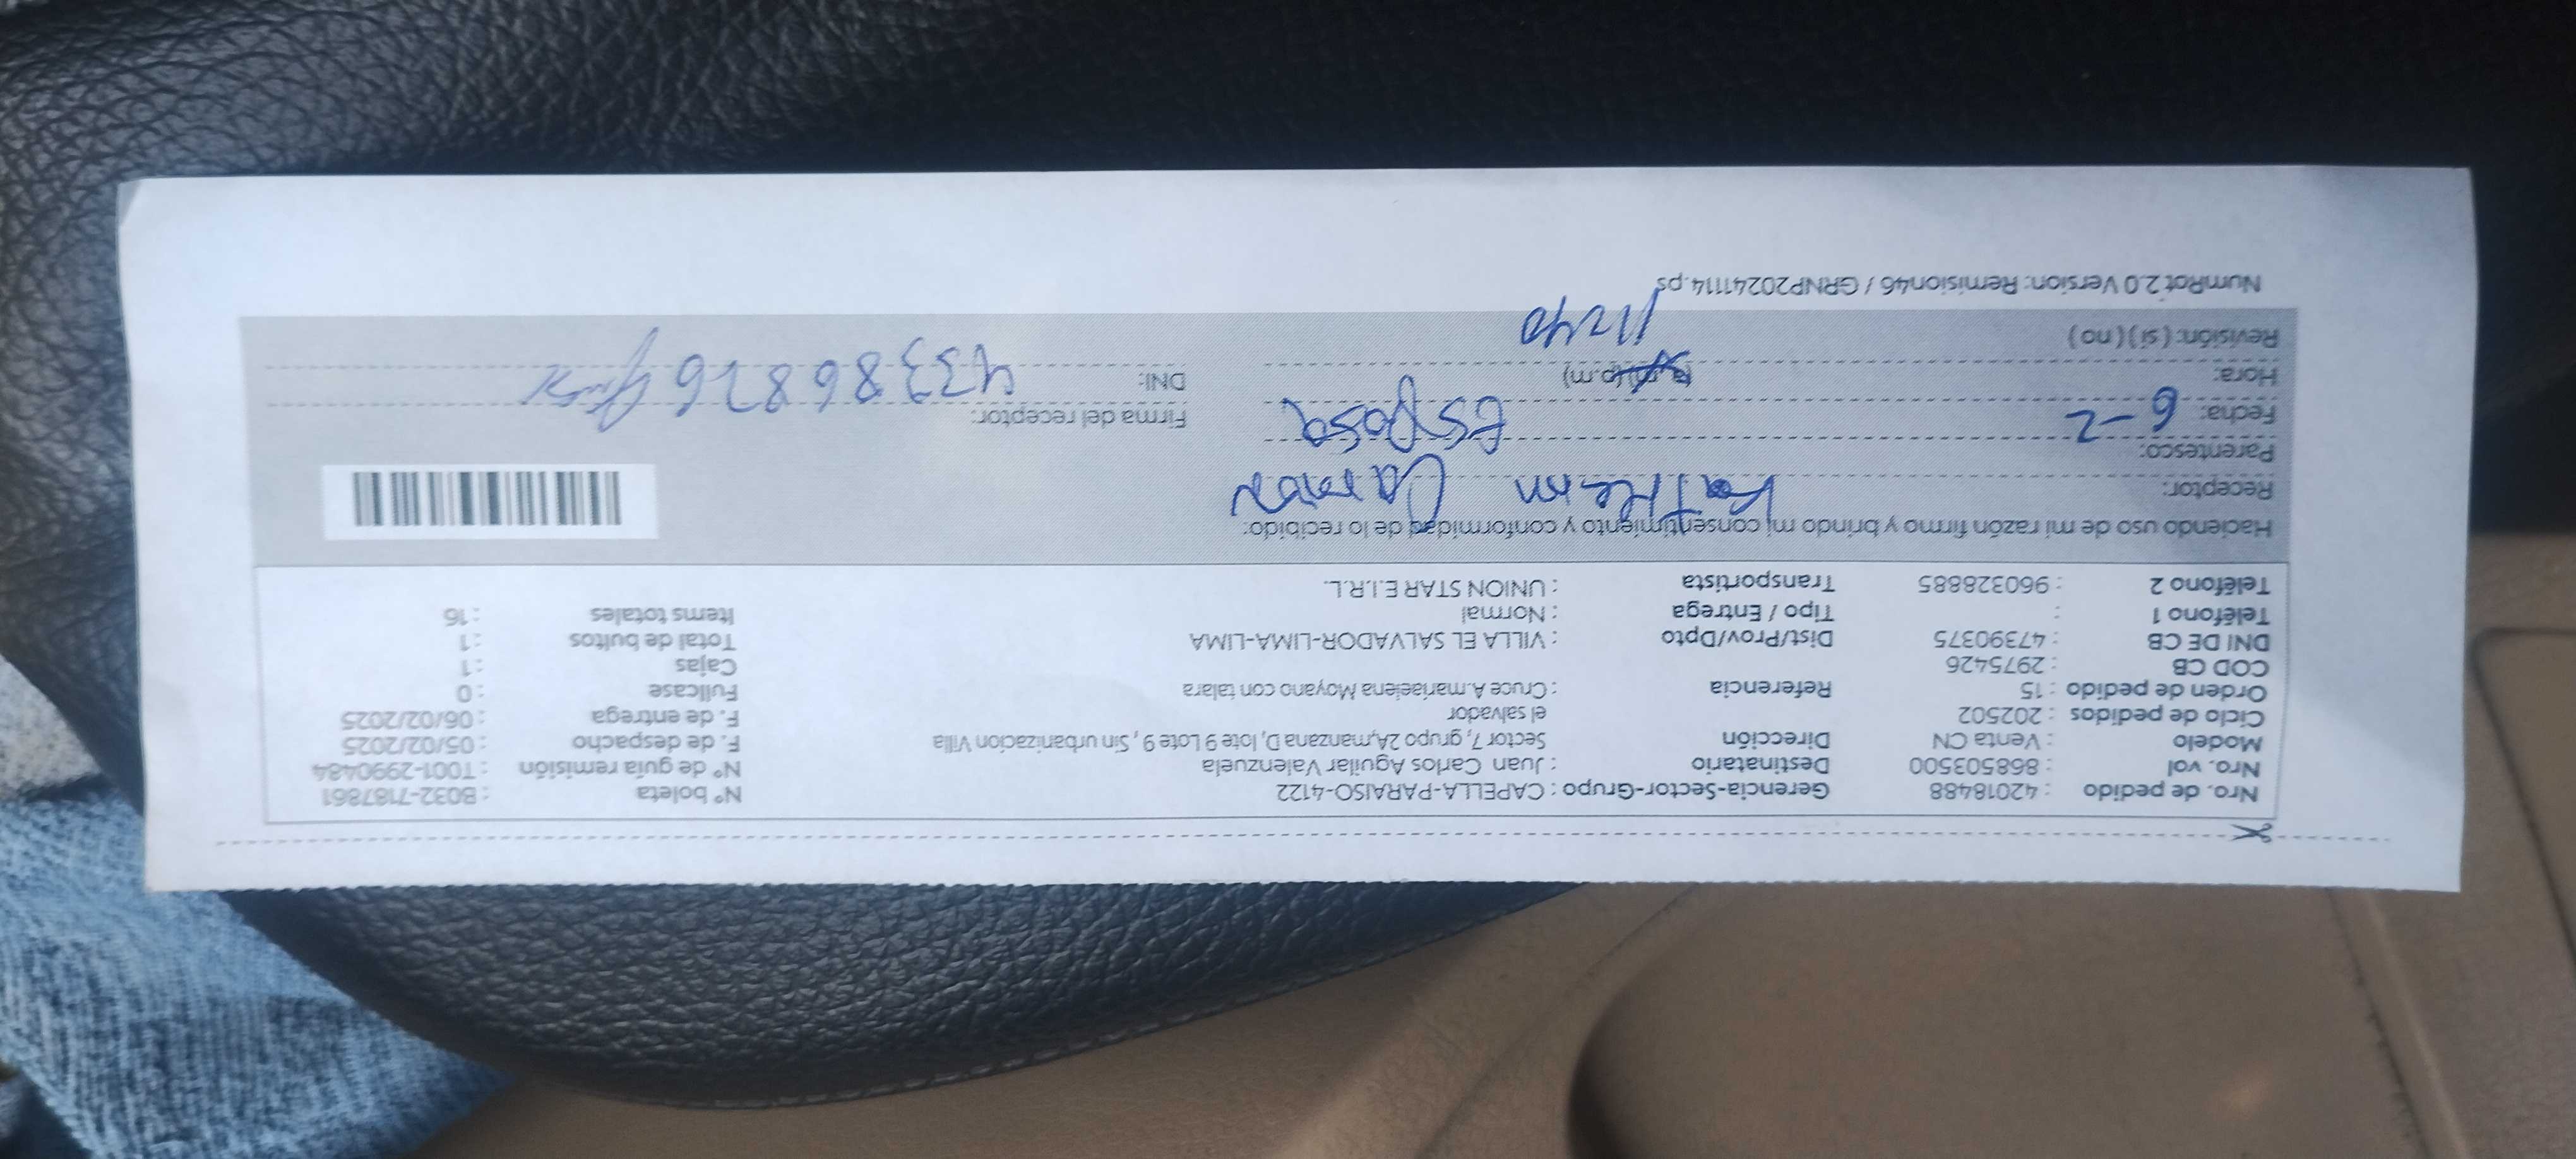 Nro. de pedido : 42018488 Gerencia-Sector-Grupo : CAPELLA-PARAISO-4122 N° boleta : B032-7187861
Nro. vol : 868503500 Destinatario : Juan Carlos Aguilar Valenzuela N° de guía remisión : T001-2990484
Modelo : Venta CN Dirección Sector 7, grupo 2A,manzana D, lote 9 Lote 9 , Sin urbanizacion Villa F. de despacho : 05/02/2025
Ciclo de pedidos : 202502 el salvador F. de entrega : 06/02/2025
Orden de pedido : 15 Referencia : Cruce A.mariaelena Moyano con talara Fullcase : 0
COD CB : 2975426 Cajas : 1
DNI DE CB : 47390375 Dist/Prov/Dpto : VILLA EL SALVADOR-LIMA-LIMA Total de bultos : 1
Teléfono 1 : Tipo / Entrega : Normal Items totales : 16
Teléfono 2 : 960328885 Transportista : UNION STAR E.I.R.L.
Haciendo uso de mi razón firmo y brindo mi consentimiento y conformidad de lo recibido:
Receptor:
Parentesco: Esposa
Fecha: 6-2 Firma del receptor:
Hora: (a.m)(p.m) DNI: 43386876
Revisión: ( si ) ( no ) 11:40
NumRot 2.0 Version: Remision46 / GRNP20241114.ps